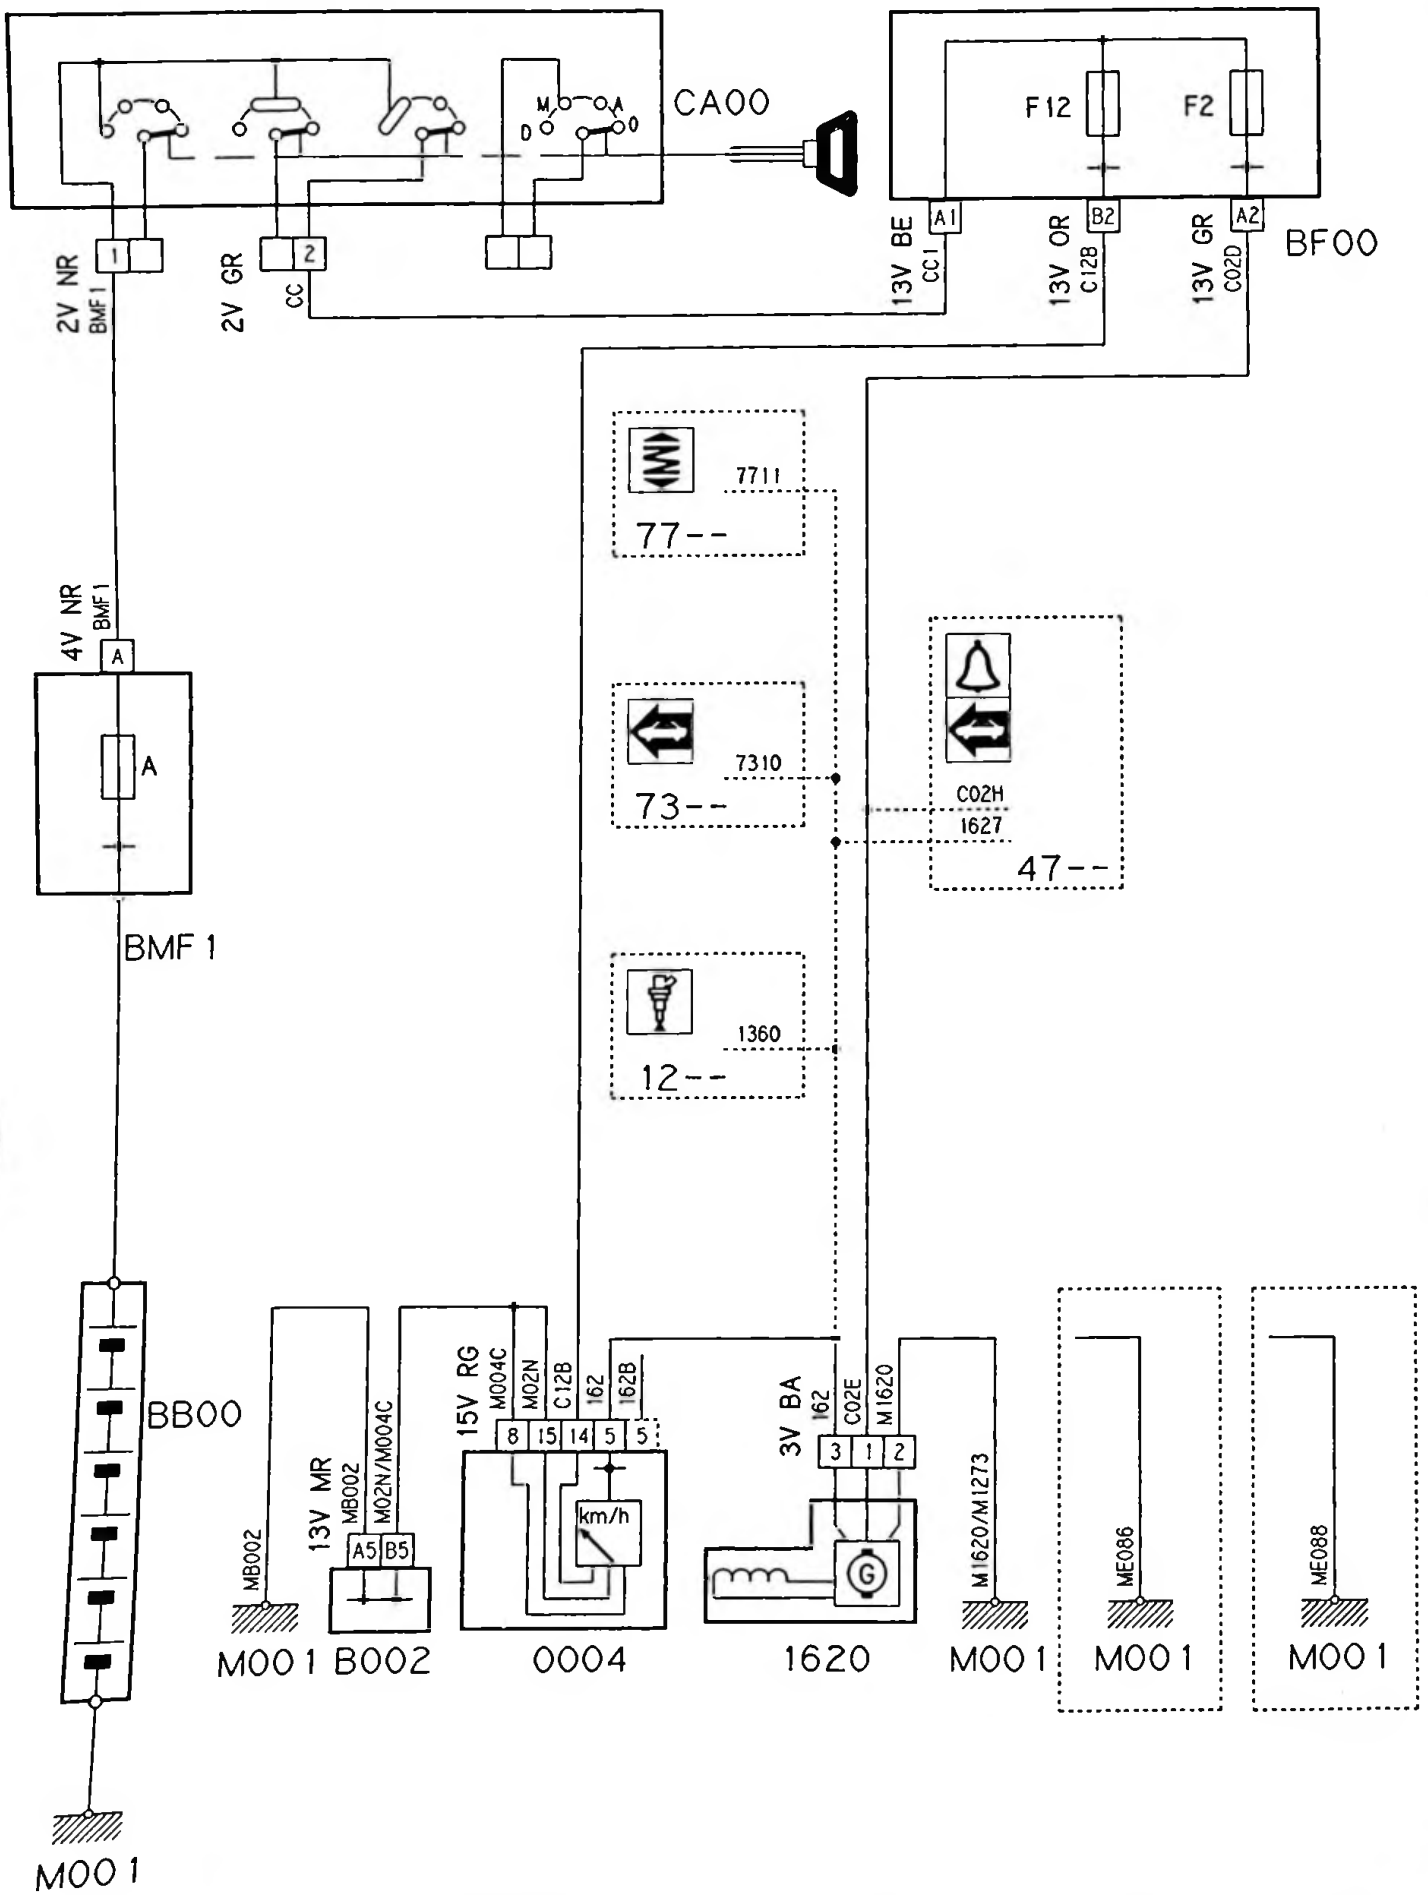 CA00
M
A
D
O
F12
F2
1
2
A1
B2
A2
BF00
2V NR
BMF1
2V GR
CC
13V BE
CC1
13V OR
C12B
13V GR
C02D
7711
77--
4V NR
BMF1
A
A
7310
73--
C02H
1627
47--
BMF1
1360
12--
BB00
MB002
13V MR
MB002
M02N/M004C
15V RG
M004C
M02N
C12B
162
162B
3V BA
162
C02E
M1620
M1620/M1273
ME086
ME088
8
15
14
5
5
3
1
2
A5
B5
km/h
G
M001
B002
0004
1620
M001
M001
M001
M001